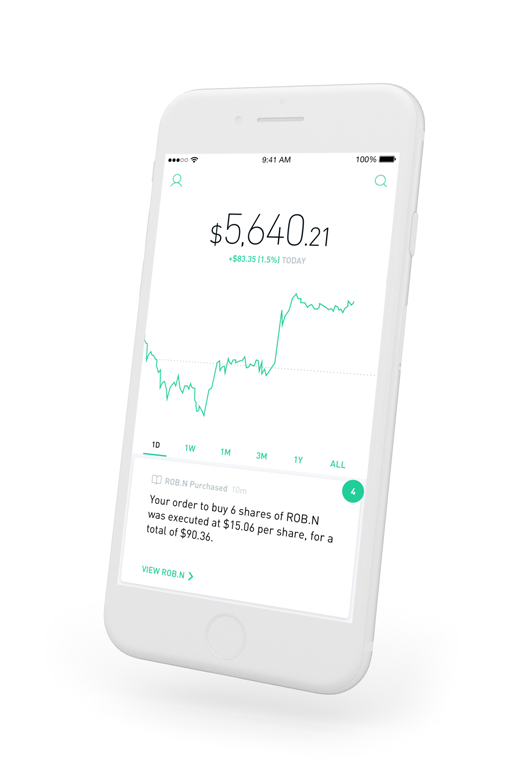 9:41 AM 100%
$5,640.21
+$83.35 (1.5%) TODAY
1D 1W 1M 3M 1Y ALL
4
ROB.N Purchased 10m
Your order to buy 6 shares of ROB.N
was executed at $15.06 per share, for a
total of $90.36.
VIEW ROB.N